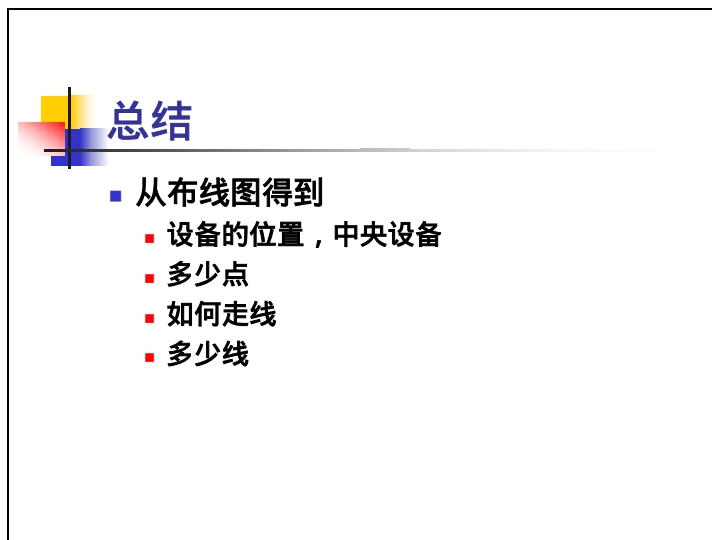 总结
从布线图得到
设备的位置，中央设备
多少点
如何走线
多少线